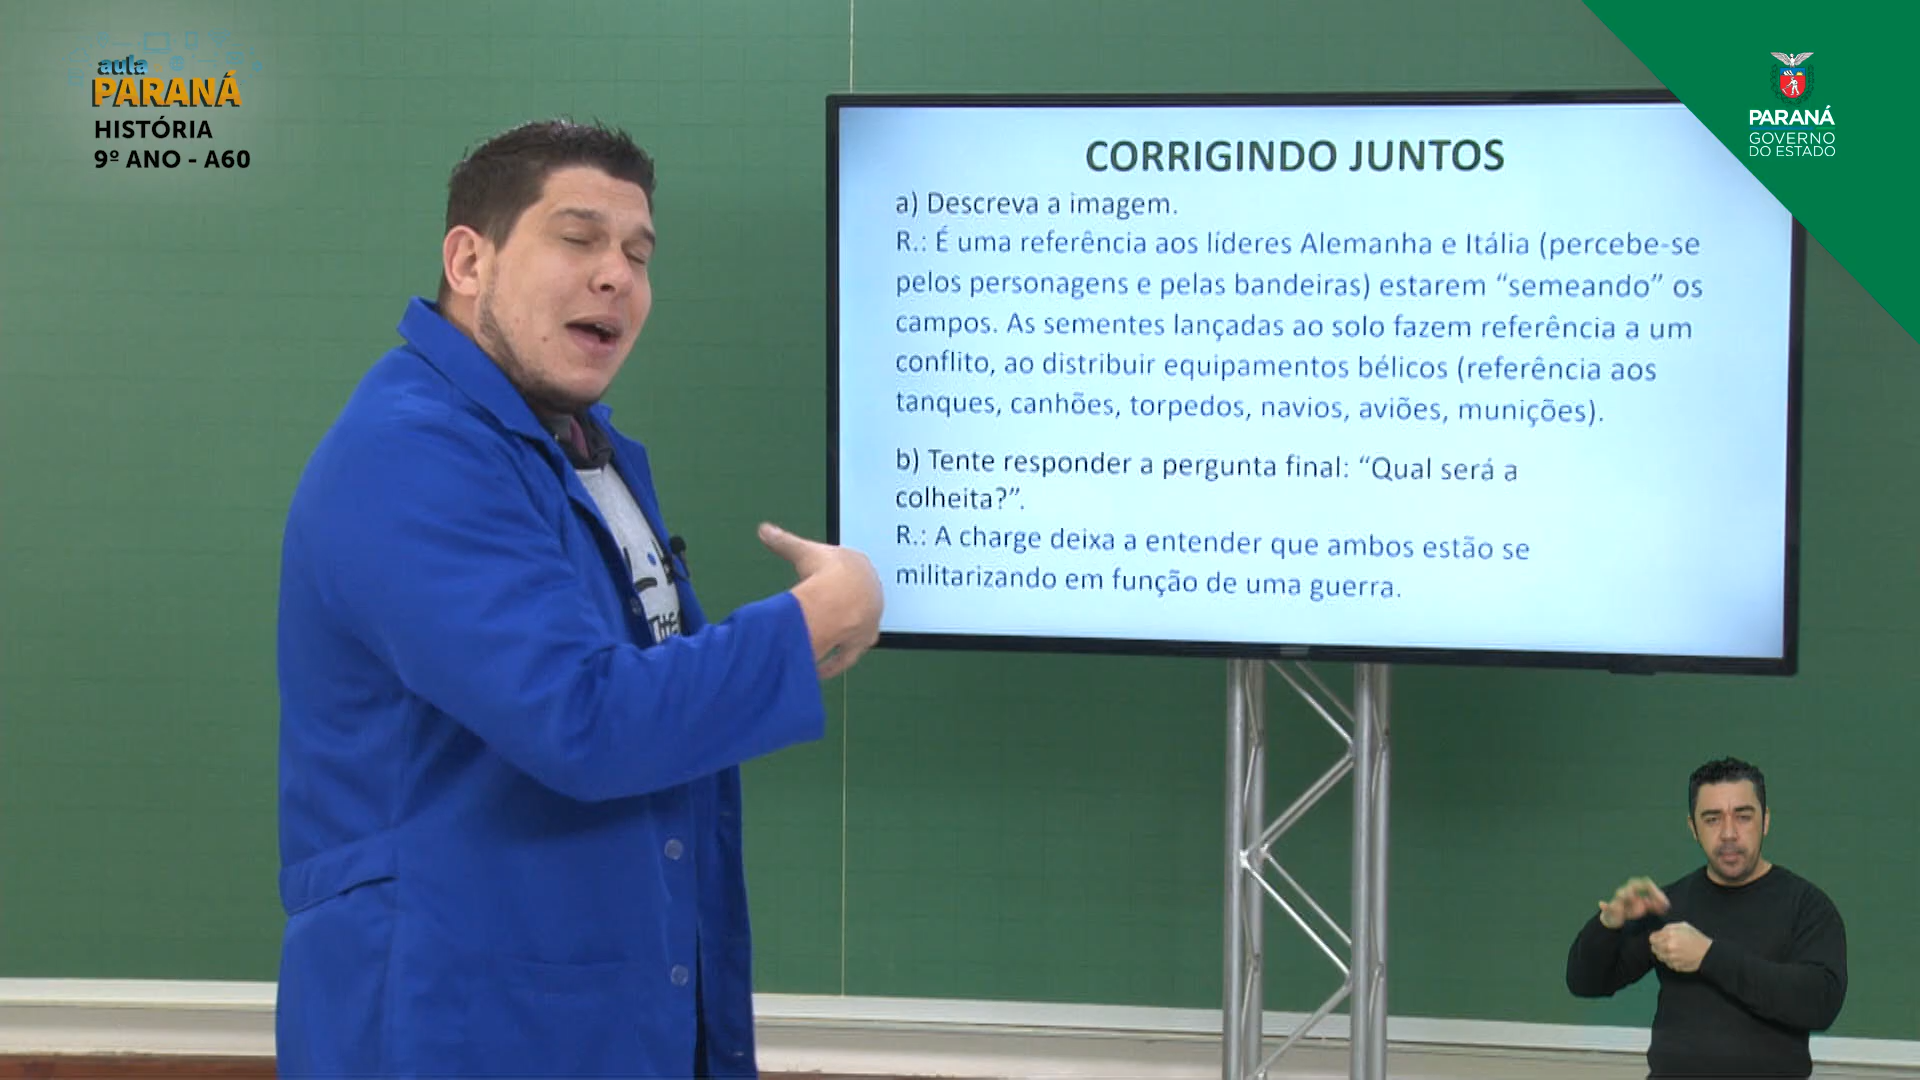 aula
PARANÁ
HISTÓRIA
9º ANO - A60
PARANÁ
GOVERNO
DO ESTADO
CORRIGINDO JUNTOS
a) Descreva a imagem.
R.: É uma referência aos líderes Alemanha e Itália (percebe-se
pelos personagens e pelas bandeiras) estarem “semeando” os
campos. As sementes lançadas ao solo fazem referência a um
conflito, ao distribuir equipamentos bélicos (referência aos
tanques, canhões, torpedos, navios, aviões, munições).
b) Tente responder a pergunta final: “Qual será a
colheita?”.
R.: A charge deixa a entender que ambos estão se
militarizando em função de uma guerra.